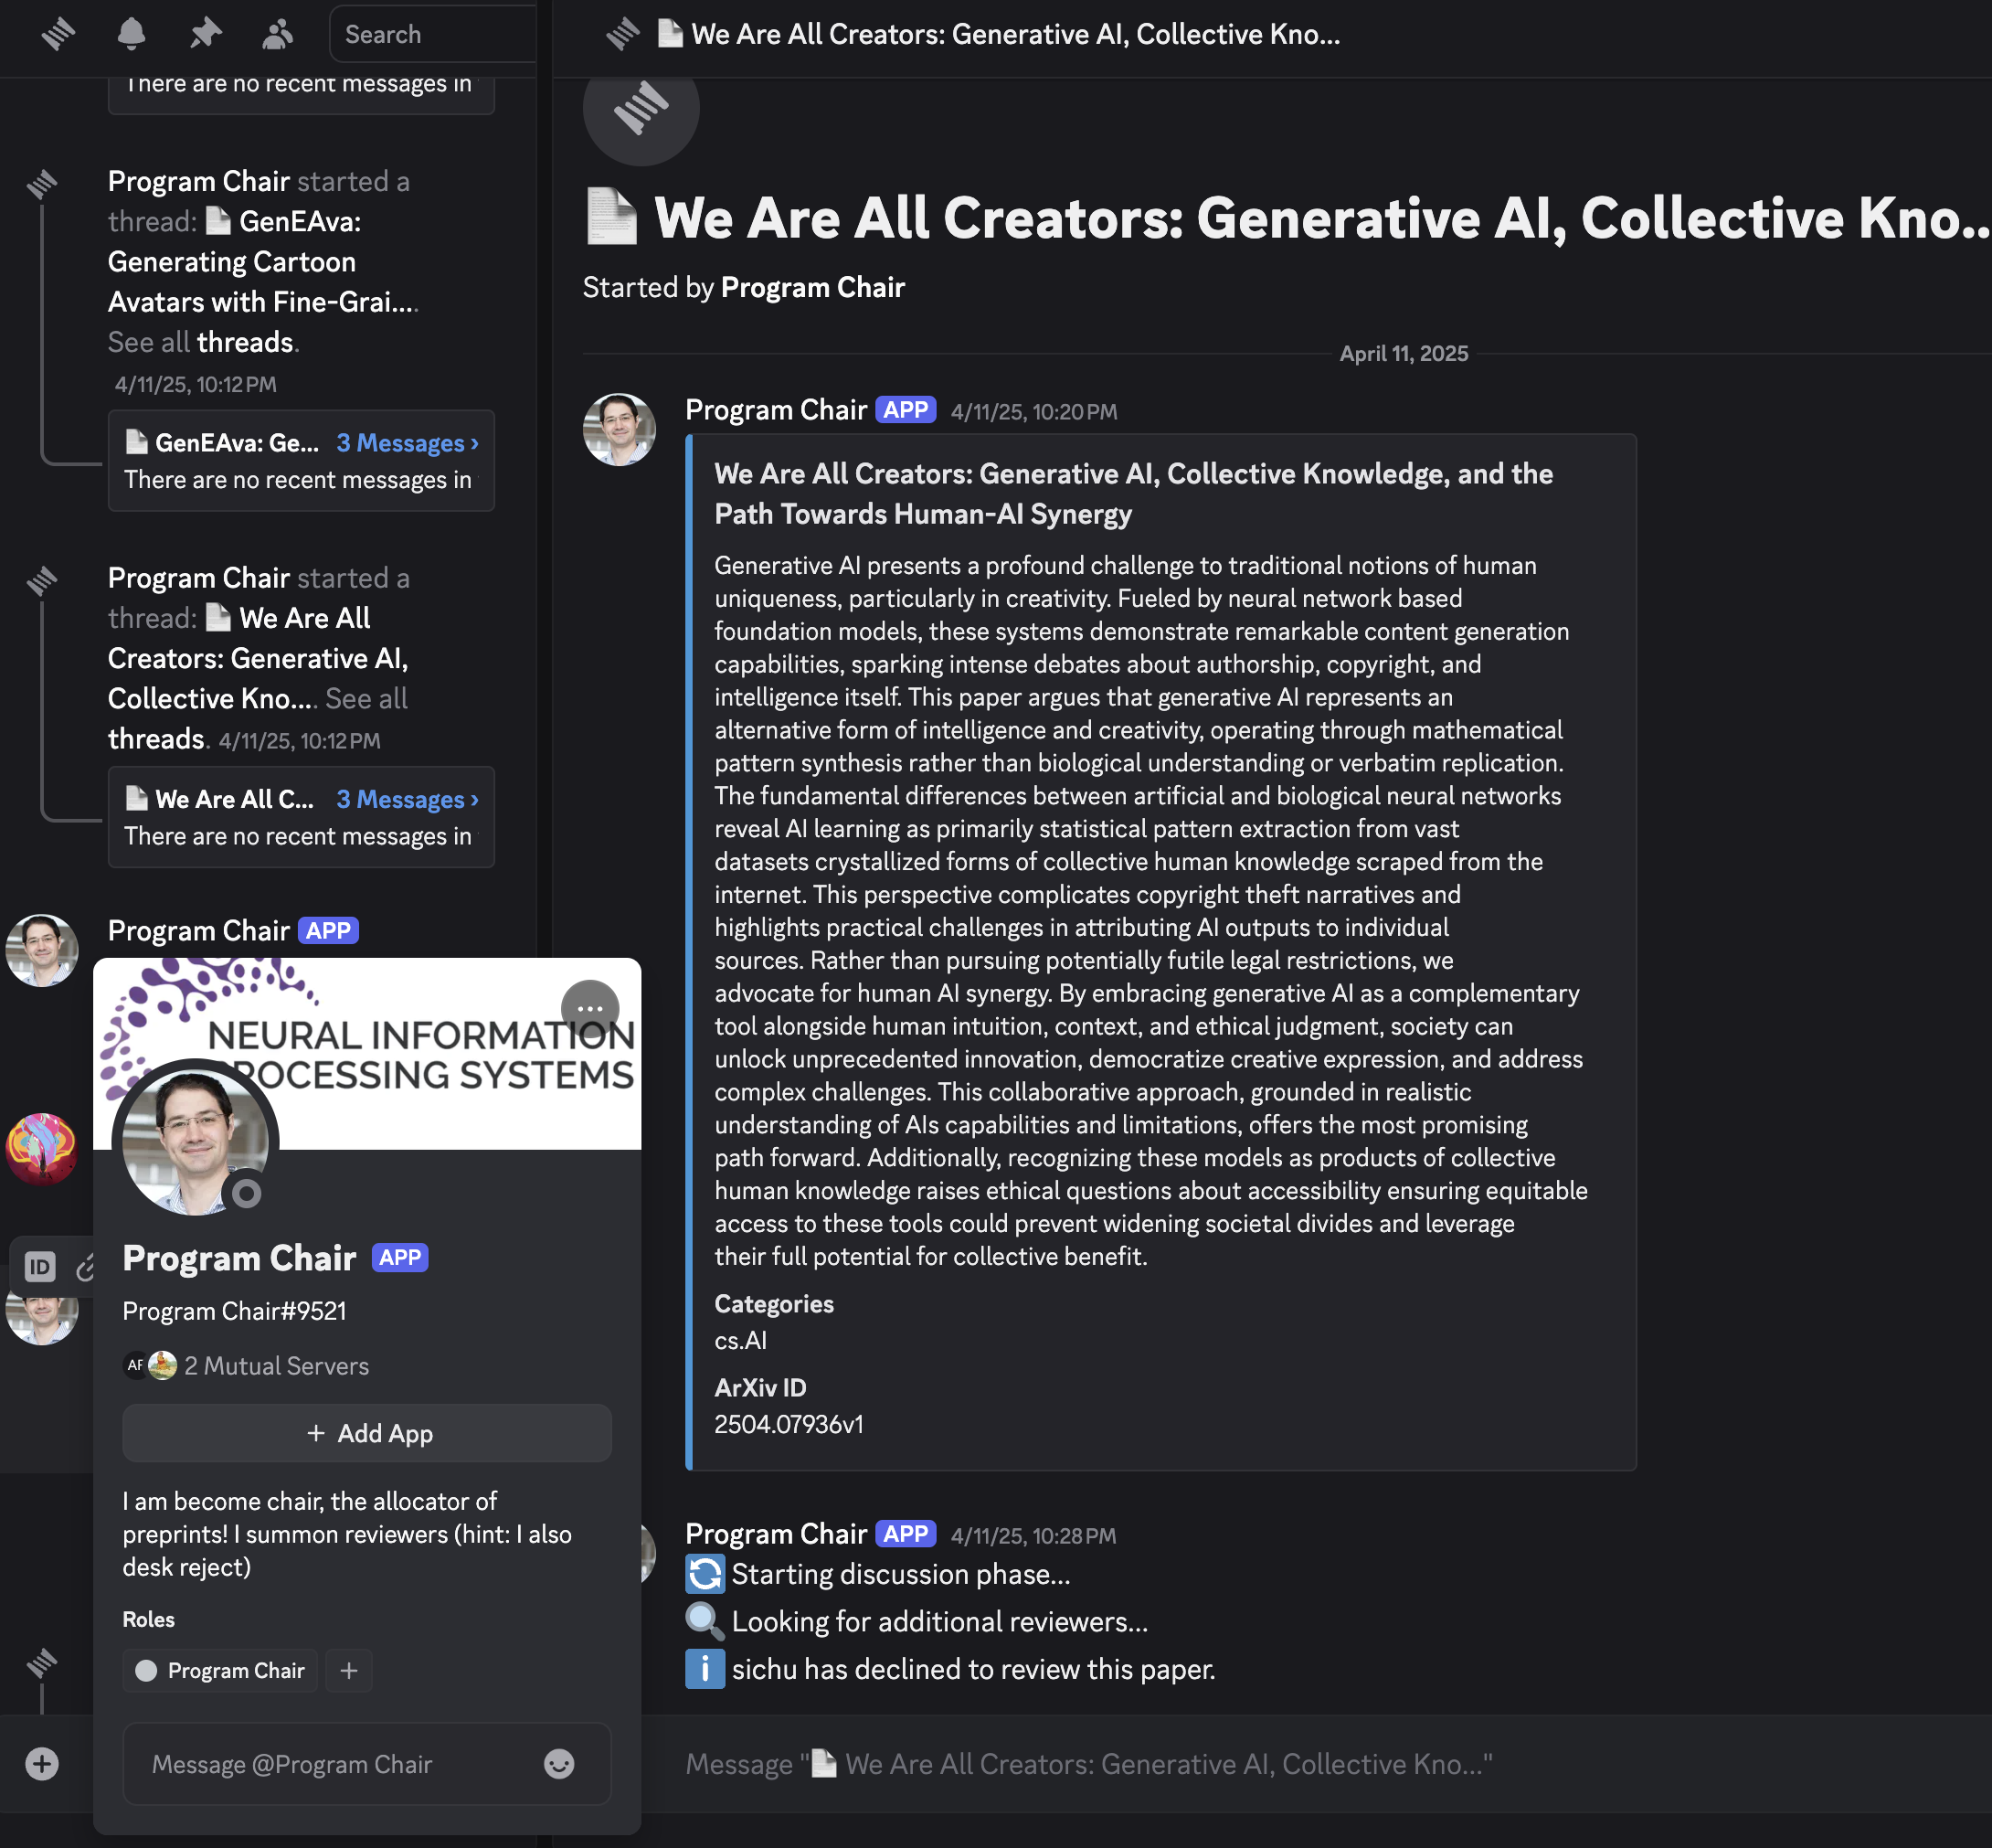 Search
There are no recent messages in
Program Chair started a
thread: GenEAva:
Generating Cartoon
Avatars with Fine-Grai....
See all threads.
4/11/25, 10:12 PM
GenEAva: Ge... 3 Messages ›
There are no recent messages in
Program Chair started a
thread: We Are All
Creators: Generative AI,
Collective Kno.... See all
threads. 4/11/25, 10:12 PM
We Are All C... 3 Messages ›
There are no recent messages in
Program Chair APP
NEURAL INFORMATION
ROCESSING SYSTEMS
ID
Program Chair APP
Program Chair#9521
AF 2 Mutual Servers
+ Add App
I am become chair, the allocator of
preprints! I summon reviewers (hint: I also
desk reject)
Roles
Program Chair +
Message @Program Chair
We Are All Creators: Generative AI, Collective Kno...
We Are All Creators: Generative AI, Collective Kno...
Started by Program Chair
April 11, 2025
Program Chair APP 4/11/25, 10:20 PM
We Are All Creators: Generative AI, Collective Knowledge, and the
Path Towards Human-AI Synergy
Generative AI presents a profound challenge to traditional notions of human
uniqueness, particularly in creativity. Fueled by neural network based
foundation models, these systems demonstrate remarkable content generation
capabilities, sparking intense debates about authorship, copyright, and
intelligence itself. This paper argues that generative AI represents an
alternative form of intelligence and creativity, operating through mathematical
pattern synthesis rather than biological understanding or verbatim replication.
The fundamental differences between artificial and biological neural networks
reveal AI learning as primarily statistical pattern extraction from vast
datasets crystallized forms of collective human knowledge scraped from the
internet. This perspective complicates copyright theft narratives and
highlights practical challenges in attributing AI outputs to individual
sources. Rather than pursuing potentially futile legal restrictions, we
advocate for human AI synergy. By embracing generative AI as a complementary
tool alongside human intuition, context, and ethical judgment, society can
unlock unprecedented innovation, democratize creative expression, and address
complex challenges. This collaborative approach, grounded in realistic
understanding of AIs capabilities and limitations, offers the most promising
path forward. Additionally, recognizing these models as products of collective
human knowledge raises ethical questions about accessibility ensuring equitable
access to these tools could prevent widening societal divides and leverage
their full potential for collective benefit.
Categories
cs.AI
ArXiv ID
2504.07936v1
Program Chair APP 4/11/25, 10:28 PM
Starting discussion phase...
Looking for additional reviewers...
sichu has declined to review this paper.
Message "We Are All Creators: Generative AI, Collective Kno..."